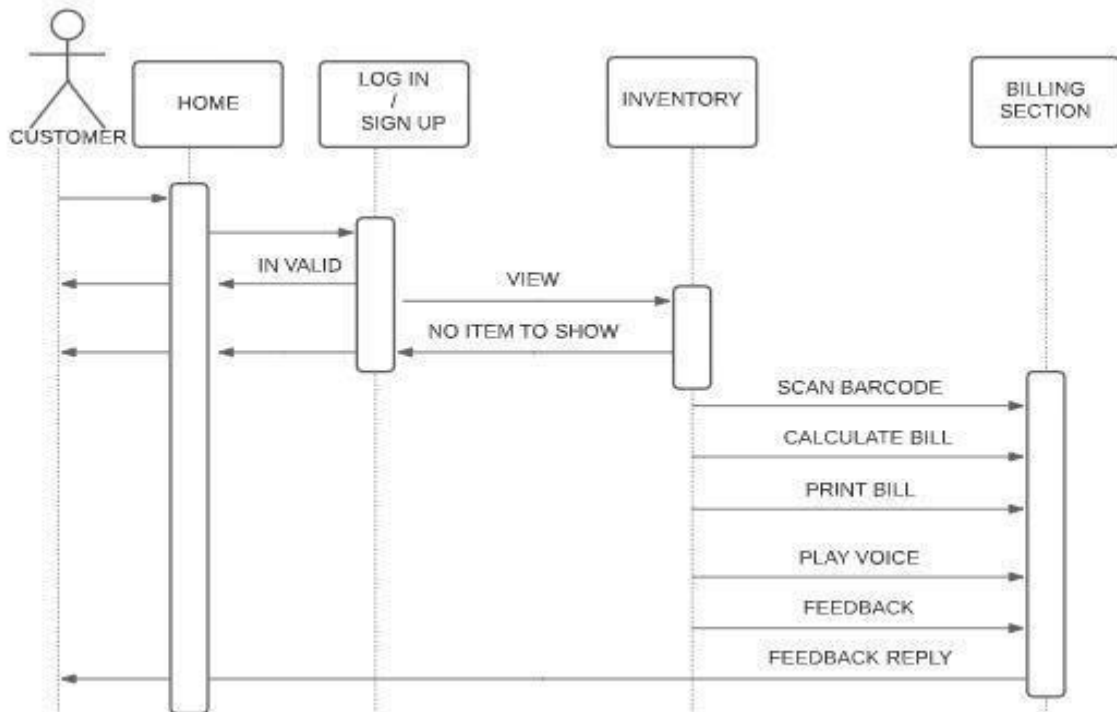 CUSTOMER
HOME
LOG IN
/
SIGN UP
INVENTORY
BILLING
SECTION
IN VALID
VIEW
NO ITEM TO SHOW
SCAN BARCODE
CALCULATE BILL
PRINT BILL
PLAY VOICE
FEEDBACK
FEEDBACK REPLY